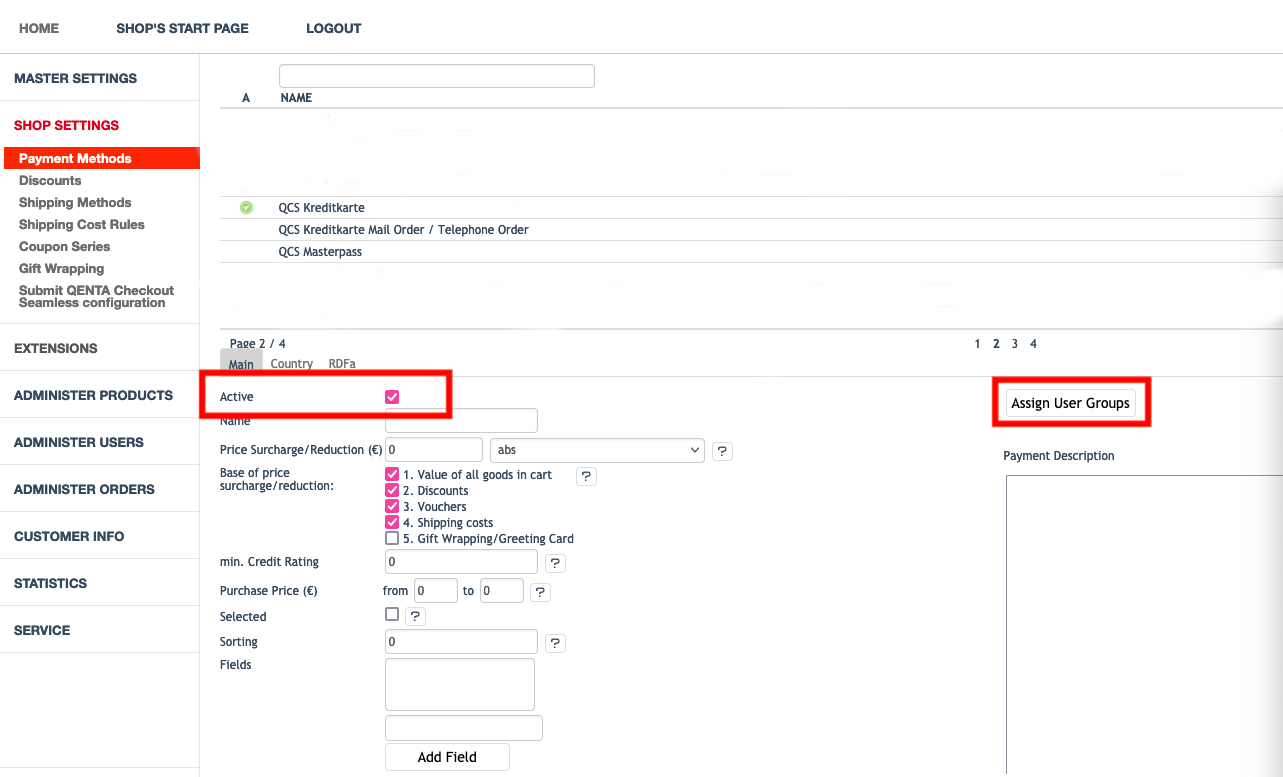 HOME SHOP'S START PAGE LOGOUT
MASTER SETTINGS
SHOP SETTINGS
Payment Methods
Discounts
Shipping Methods
Shipping Cost Rules
Coupon Series
Gift Wrapping
Submit QENTA Checkout
Seamless configuration
EXTENSIONS
ADMINISTER PRODUCTS
ADMINISTER USERS
ADMINISTER ORDERS
CUSTOMER INFO
STATISTICS
SERVICE
A NAME
QCS Kreditkarte
QCS Kreditkarte Mail Order / Telephone Order
QCS Masterpass
Page 2 / 4 1 2 3 4
Main Country RDFa
Active
Name
Price Surcharge/Reduction (€) 0 abs ?
Base of price
surcharge/reduction:
1. Value of all goods in cart ?
2. Discounts
3. Vouchers
4. Shipping costs
5. Gift Wrapping/Greeting Card
min. Credit Rating 0 ?
Purchase Price (€) from 0 to 0 ?
Selected ?
Sorting 0 ?
Fields
Add Field
Assign User Groups
Payment Description